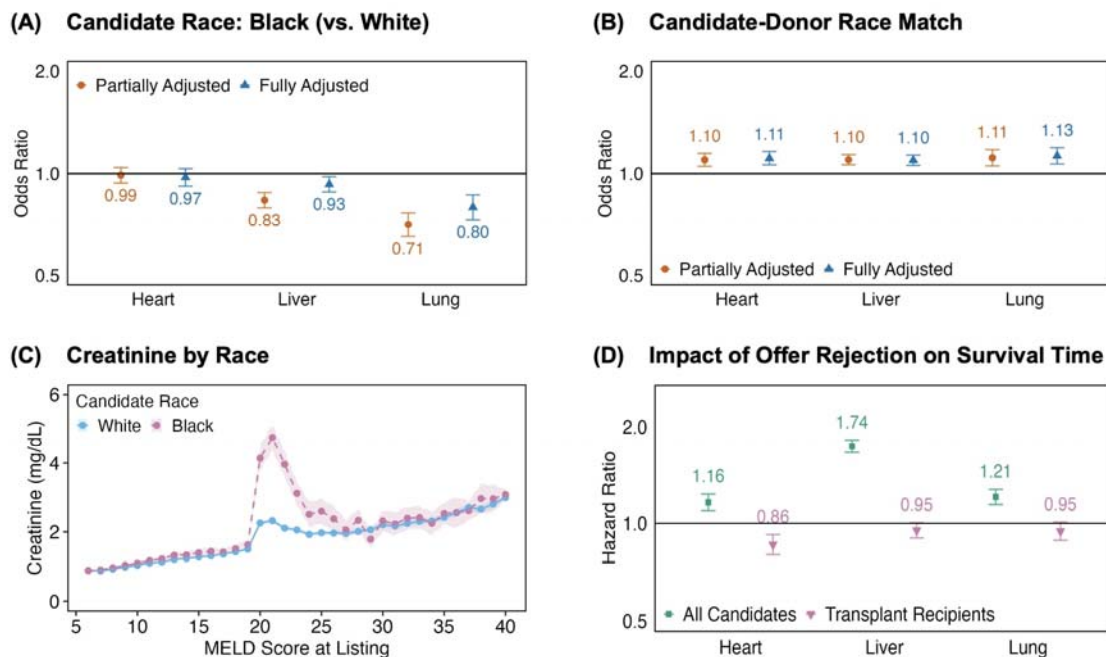 (A) Candidate Race: Black (vs. White)
2.0
Partially Adjusted Fully Adjusted
Odds Ratio
1.0
0.99
0.97
0.83
0.93
0.71
0.80
0.5
Heart Liver Lung
(B) Candidate-Donor Race Match
2.0
Odds Ratio
1.10 1.11 1.10 1.10 1.11 1.13
1.0
0.5
Partially Adjusted Fully Adjusted
Heart Liver Lung
(C) Creatinine by Race
6
Candidate Race
White Black
4
Creatinine (mg/dL)
2
0
5 10 15 20 25 30 35 40
MELD Score at Listing
(D) Impact of Offer Rejection on Survival Time
2.0
Hazard Ratio
1.16
1.74
1.21
1.0
0.86
0.95
0.95
0.5
All Candidates Transplant Recipients
Heart Liver Lung